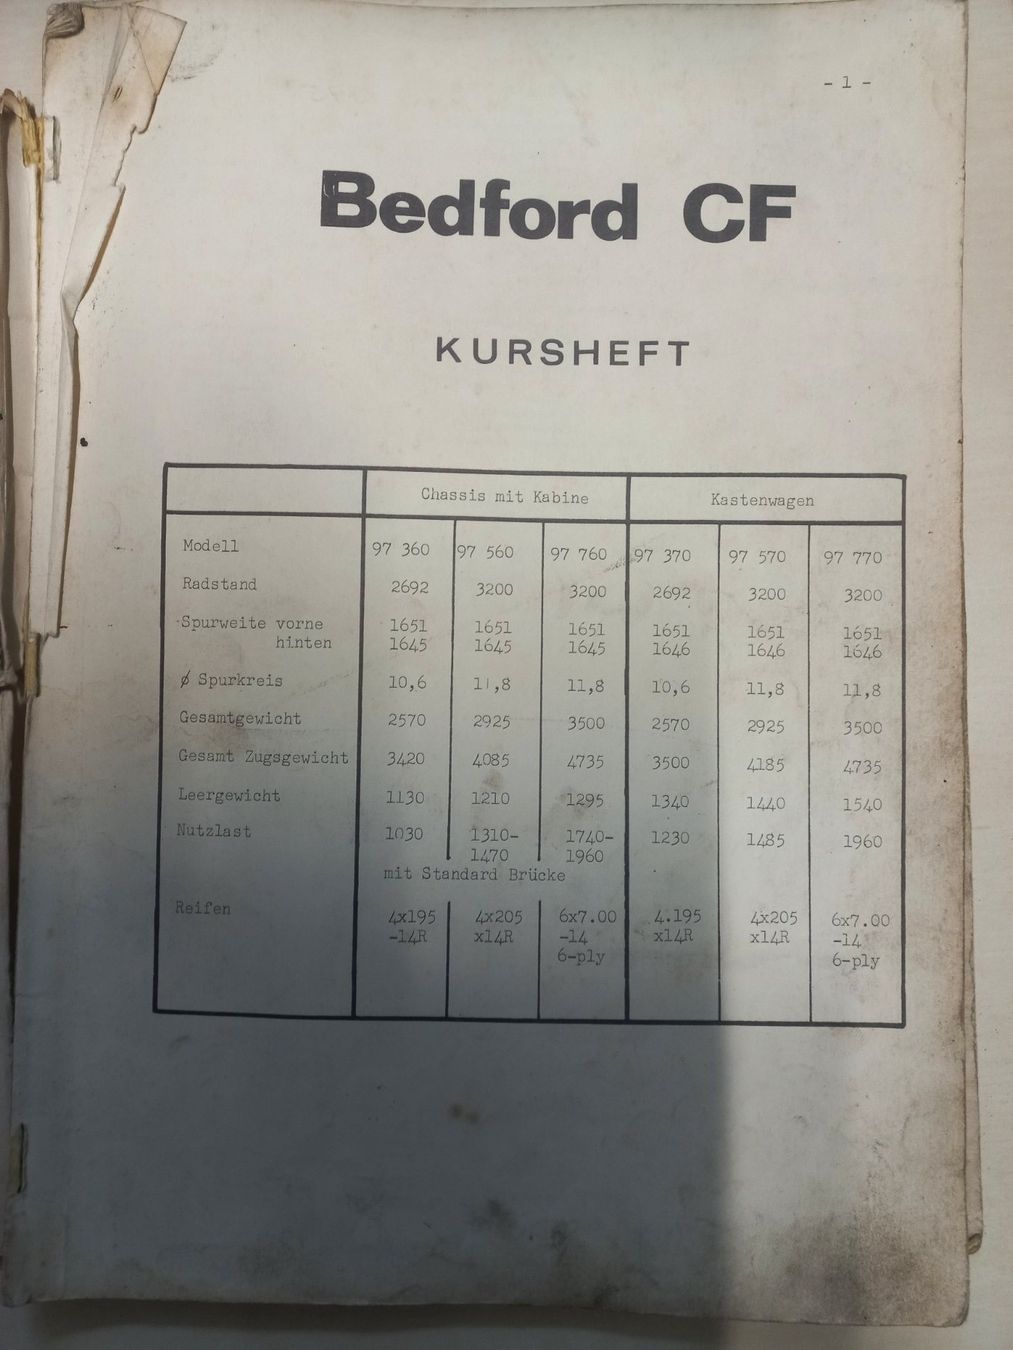 - 1 -
Bedford CF
KURSHEFT
Chassis mit Kabine Kastenwagen
Modell 97 360 97 560 97 760 97 370 97 570 97 770
Radstand 2692 3200 3200 2692 3200 3200
Spurweite vorne 1651 1651 1651 1651 1651 1651
hinten 1645 1645 1645 1646 1646 1646
ø Spurkreis 10,6 11,8 11,8 10,6 11,8 11,8
Gesamtgewicht 2570 2925 3500 2570 2925 3500
Gesamt Zugsgewicht 3420 4085 4735 3500 4185 4735
Leergewicht 1130 1210 1295 1340 1440 1540
Nutzlast 1030 1310- 1740- 1230 1485 1960
1470 1960
mit Standard Brücke
Reifen 4x195 4x205 6x7.00 4.195 4x205 6x7.00
-14R x14R -14 x14R x14R -14
6-ply 6-ply